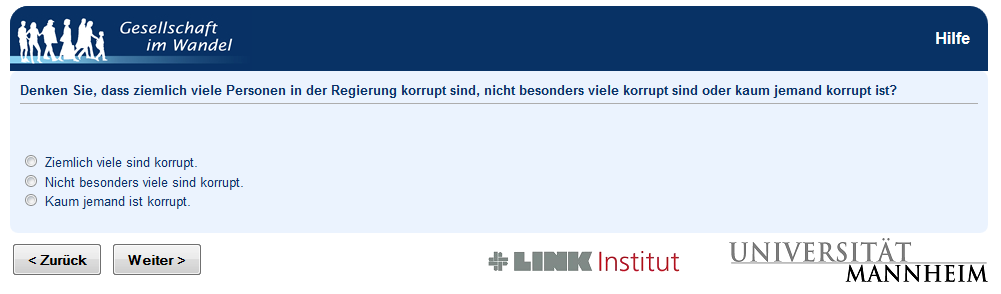 Gesellschaft
im Wandel
Hilfe
Denken Sie, dass ziemlich viele Personen in der Regierung korrupt sind, nicht besonders viele korrupt sind oder kaum jemand korrupt ist?
Ziemlich viele sind korrupt.
Nicht besonders viele sind korrupt.
Kaum jemand ist korrupt.
< Zurück Weiter >
LINK Institut
UNIVERSITÄT
MANNHEIM